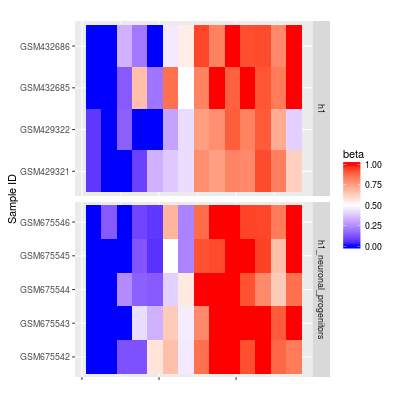 GSM432686
GSM432685
GSM429322
GSM429321
h1
GSM675546
GSM675545
GSM675544
GSM675543
GSM675542
h1_neuronal_progenitors
Sample ID
beta
1.00
0.75
0.50
0.25
0.00